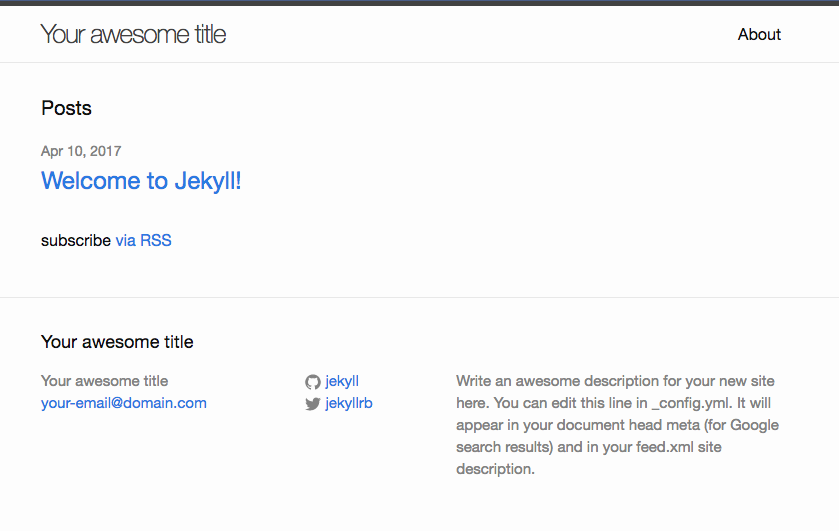 Your awesome title
About
Posts
Apr 10, 2017
Welcome to Jekyll!
subscribe via RSS
Your awesome title
Your awesome title
your-email@domain.com
jekyll
jekyllrb
Write an awesome description for your new site
here. You can edit this line in _config.yml. It will
appear in your document head meta (for Google
search results) and in your feed.xml site
description.